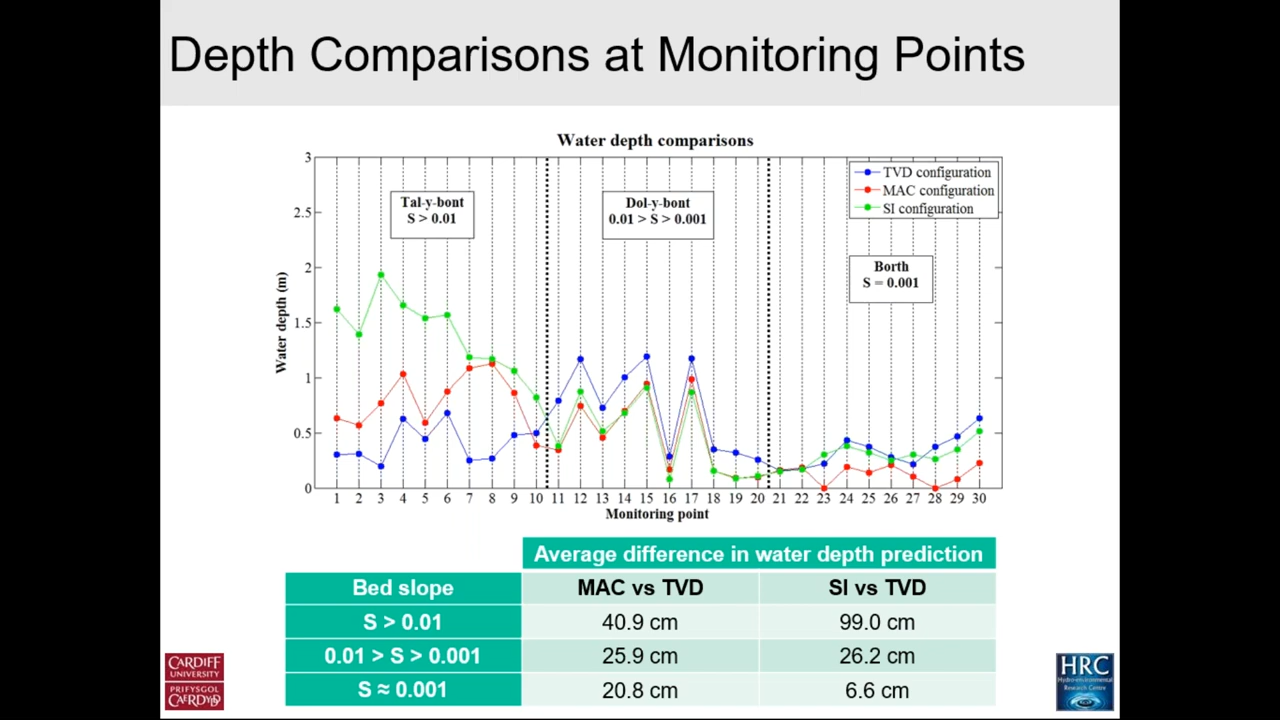 Depth Comparisons at Monitoring Points
Water depth comparisons
3
2.5
2
1.5
1
0.5
0
Water depth (m)
Tal-y-bont
S > 0.01
Dol-y-bont
0.01 > S > 0.001
TVD configuration
MAC configuration
SI configuration
Borth
S = 0.001
1 2 3 4 5 6 7 8 9 10 11 12 13 14 15 16 17 18 19 20 21 22 23 24 25 26 27 28 29 30
Monitoring point
Average difference in water depth prediction
Bed slope MAC vs TVD SI vs TVD
S > 0.01 40.9 cm 99.0 cm
0.01 > S > 0.001 25.9 cm 26.2 cm
S ≈ 0.001 20.8 cm 6.6 cm
CARDIFF
UNIVERSITY
PRIFYSGOL
CAERDYDD
HRC
Hydro-environmental
Research Centre